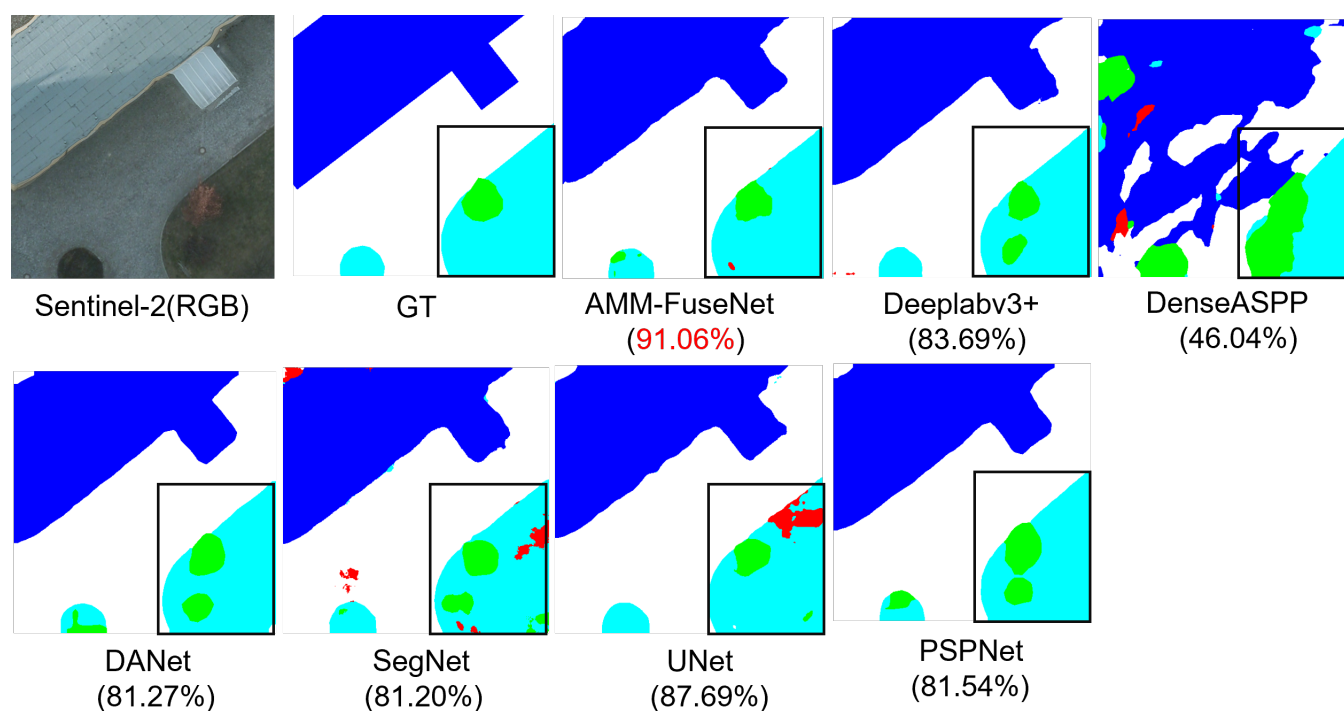 Sentinel-2(RGB)
GT
AMM-FuseNet
(91.06%)
Deeplabv3+
(83.69%)
DenseASPP
(46.04%)
DANet
(81.27%)
SegNet
(81.20%)
UNet
(87.69%)
PSPNet
(81.54%)